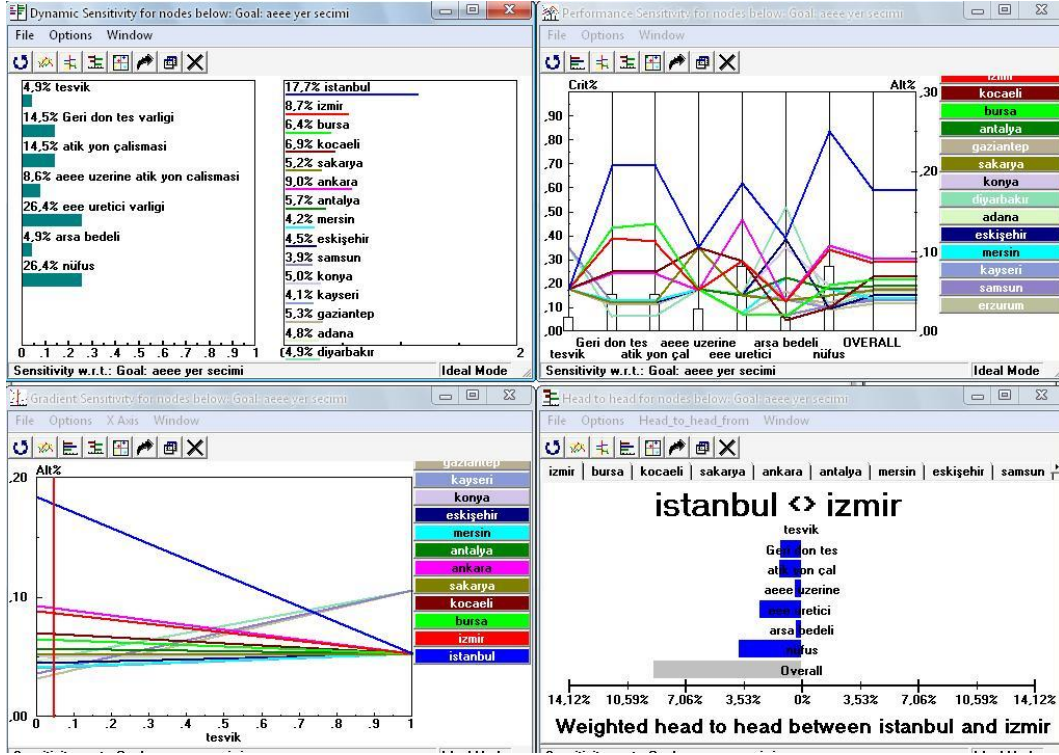 Dynamic Sensitivity for nodes below: Goal: aeee yer secimi
File Options Window
4,9% tesvik
14,5% Geri don tes varligi
14,5% atik yon çalismasi
8,6% aeee uzerine atik yon calismasi
26,4% eee uretici varligi
4,9% arsa bedeli
26,4% nüfus
0 .1 .2 .3 .4 .5 .6 .7 .8 .9 1
17,7% istanbul
8,7% izmir
6,4% bursa
6,9% kocaeli
5,2% sakarya
9,0% ankara
5,7% antalya
4,2% mersin
4,5% eskişehir
3,9% samsun
5,0% konya
4,1% kayseri
5,3% gaziantep
4,8% adana
(4,9% diyarbakır
2
Sensitivity w.r.t.: Goal: aeee yer secimi
Ideal Mode
Performance Sensitivity for nodes below: Goal: aeee yer secimi
File Options Window
Crit%
Alt%
,90
,80
,70
,60
,50
,40
,30
,20
,10
,00
,30
,20
,10
,00
izmir
kocaeli
bursa
antalya
gaziantep
sakarya
konya
diyarbakır
adana
eskişehir
mersin
kayseri
samsun
erzurum
Geri don tes aeee uzerine arsa bedeli OVERALL
tesvik atik yon çal eee uretici nüfus
Sensitivity w.r.t.: Goal: aeee yer secimi
Ideal Mode
Gradient Sensitivity for nodes below: Goal: aeee yer secimi
File Options X Axis Window
Alt%
,20
,10
,00
0 .1 .2 .3 .4 .5 .6 .7 .8 .9 1
tesvik
gaziantep
kayseri
konya
eskişehir
mersin
antalya
ankara
sakarya
kocaeli
bursa
izmir
istanbul
Head to head for nodes below: Goal: aeee yer secimi
File Options Head_to_head_from Window
izmir bursa kocaeli sakarya ankara antalya mersin eskişehir samsun
istanbul <> izmir
tesvik
Geri don tes
atik yon çal
aeee uzerine
eee uretici
arsa bedeli
nüfus
Overall
14,12% 10,59% 7,06% 3,53% 0% 3,53% 7,06% 10,59% 14,12%
Weighted head to head between istanbul and izmir